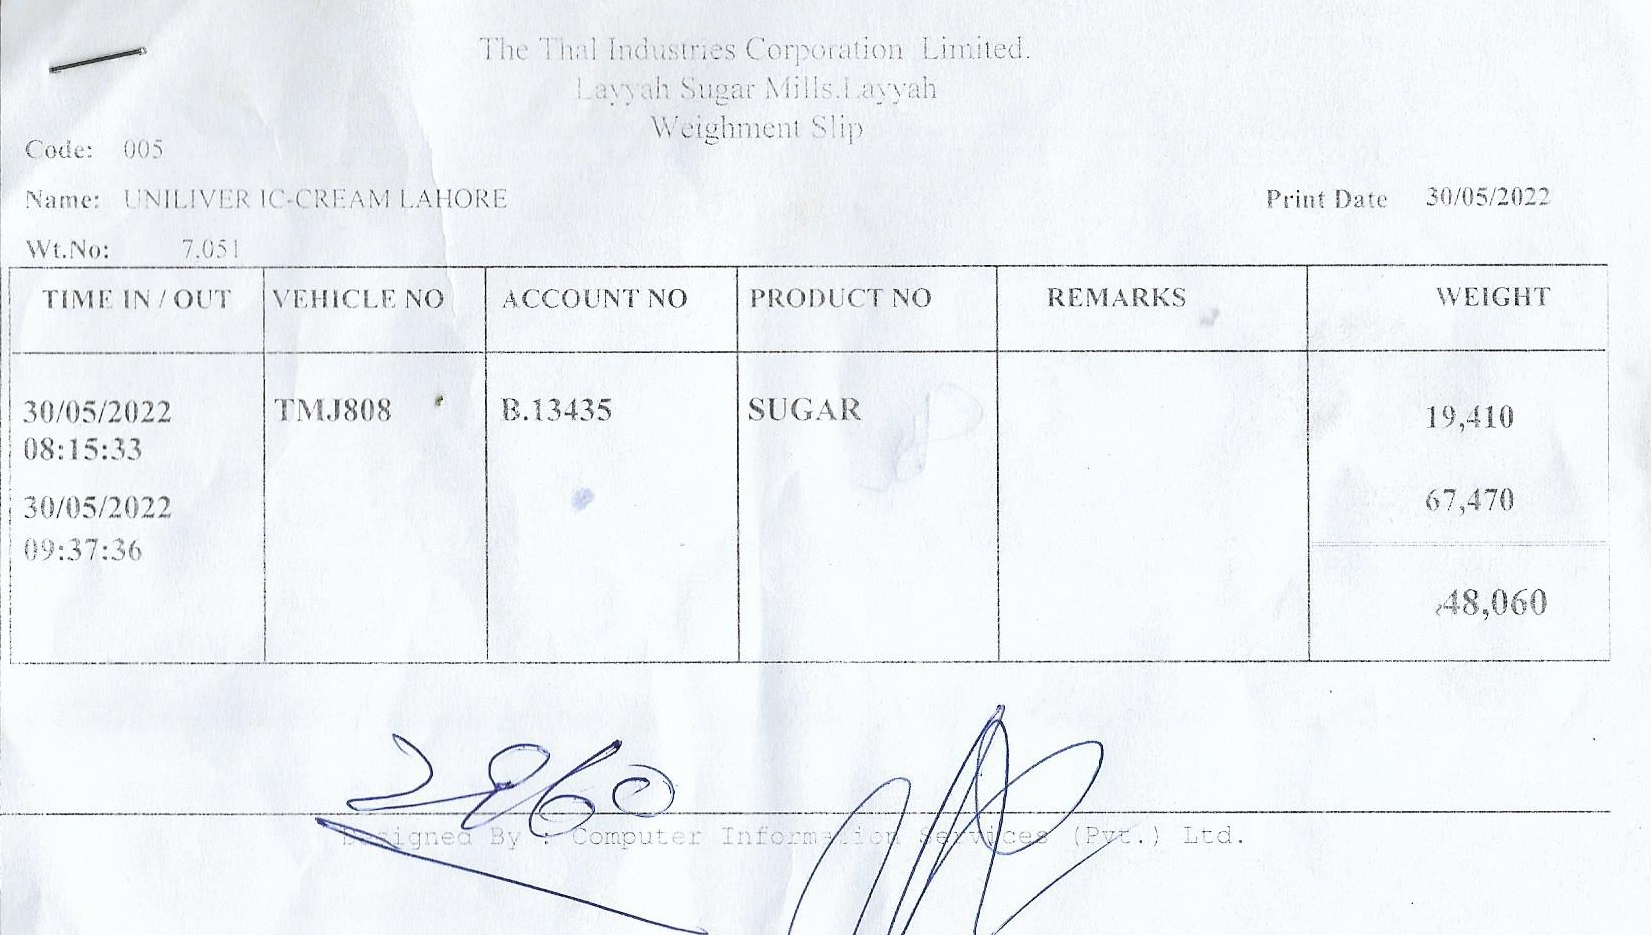 The Thal Industries Corporation Limited.
Layyah Sugar Mills.Layyah
Weighment Slip
Code: 005
Name: UNILIVER IC-CREAM LAHORE Print Date 30/05/2022
Wt.No: 7.051
TIME IN / OUT VEHICLE NO ACCOUNT NO PRODUCT NO REMARKS WEIGHT
30/05/2022 TMJ808 B.13435 SUGAR 19,410
08:15:33
30/05/2022 67,470
09:37:36
48,060
Designed By : Computer Information Services (Pvt.) Ltd.